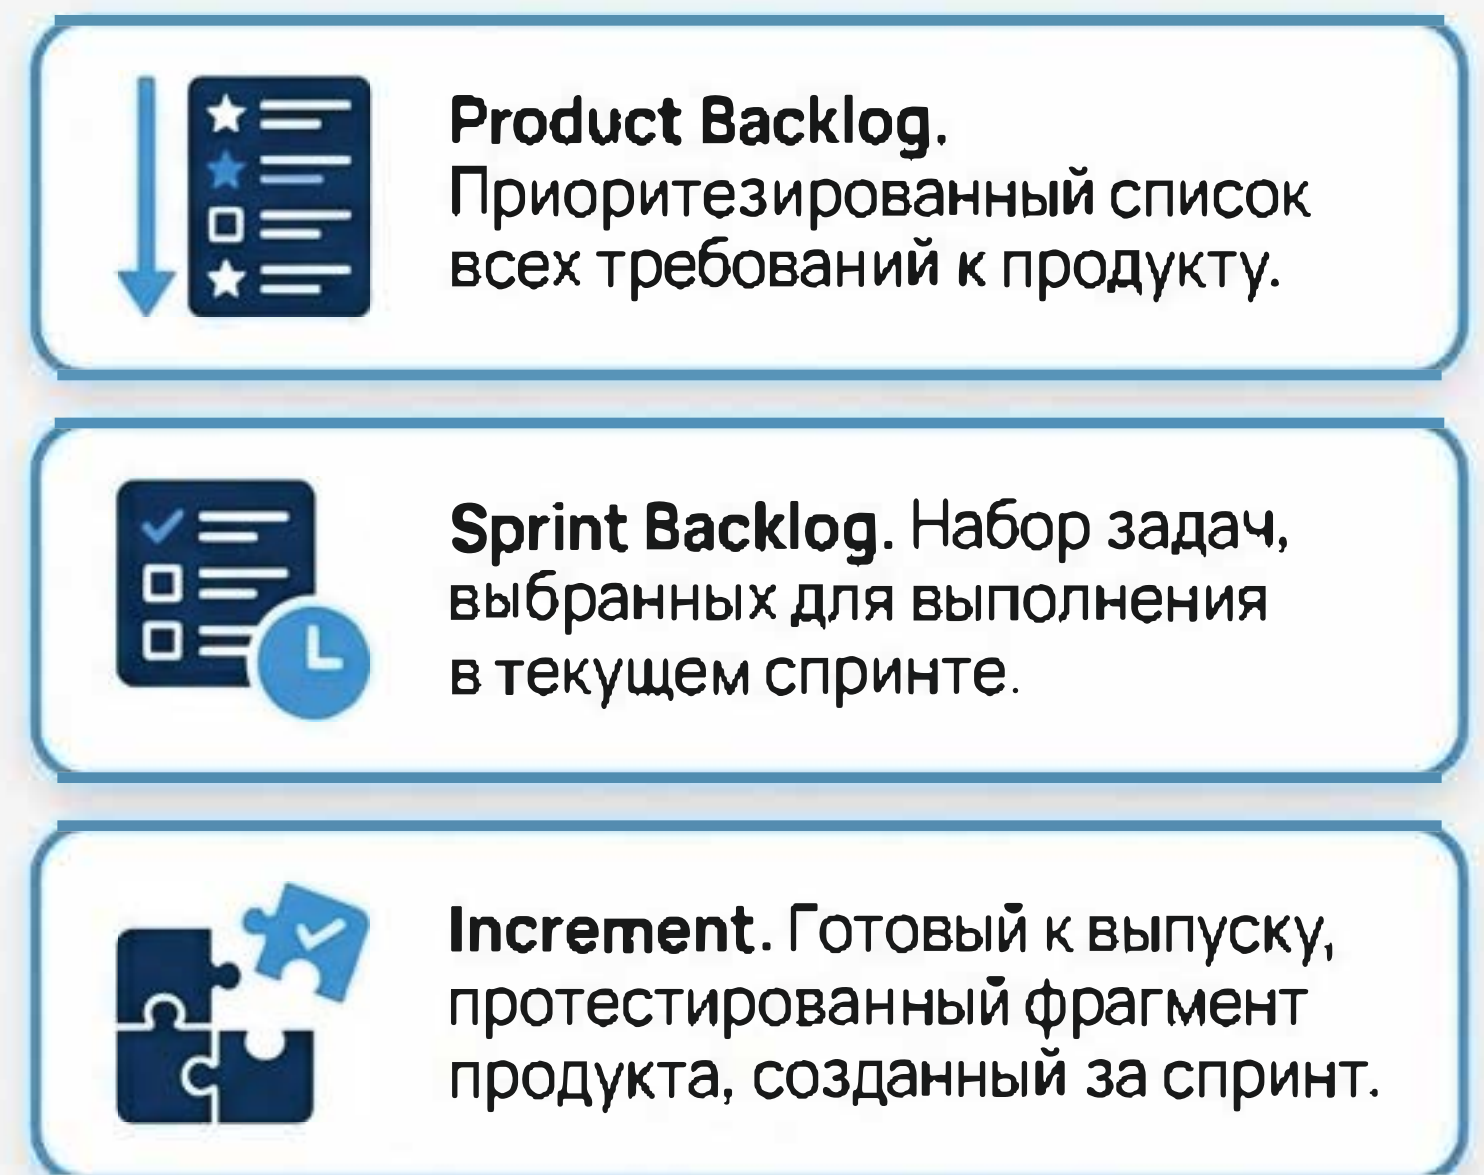 Product Backlog.
Приоритезированный список
всех требований к продукту.
Sprint Backlog. Набор задач,
выбранных для выполнения
в текущем спринте.
Increment. Готовый к выпуску,
протестированный фрагмент
продукта, созданный за спринт.